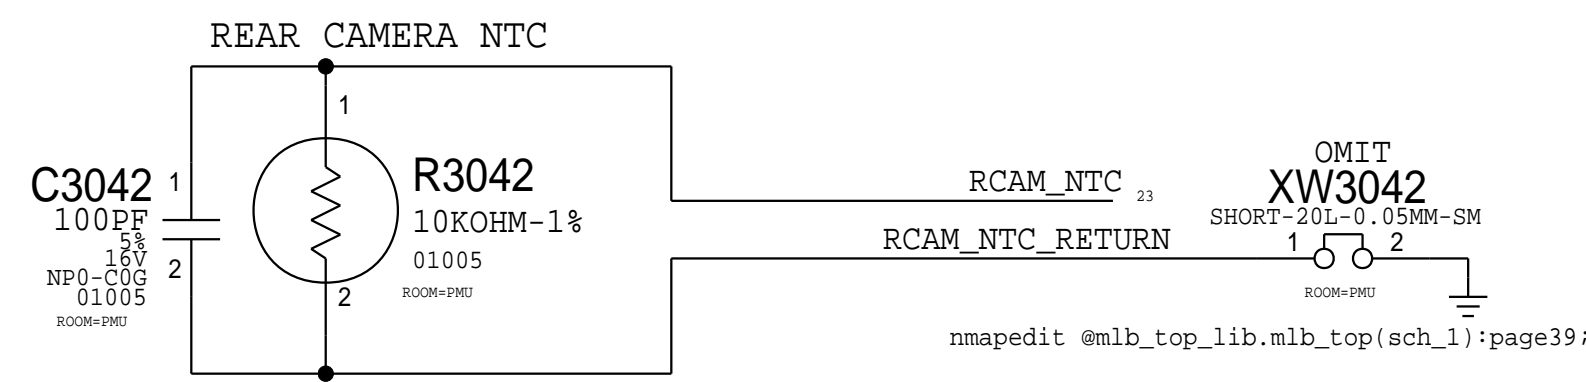 REAR CAMERA NTC
1
C3042
1
100PF
5%
16V
NP0-C0G
01005
2
ROOM=PMU
R3042
10KOHM-1%
01005
ROOM=PMU
2
RCAM_NTC 23
RCAM_NTC_RETURN
OMIT
XW3042
SHORT-20L-0.05MM-SM
1 2
ROOM=PMU
nmapedit @mlb_top_lib.mlb_top(sch_1):page39;